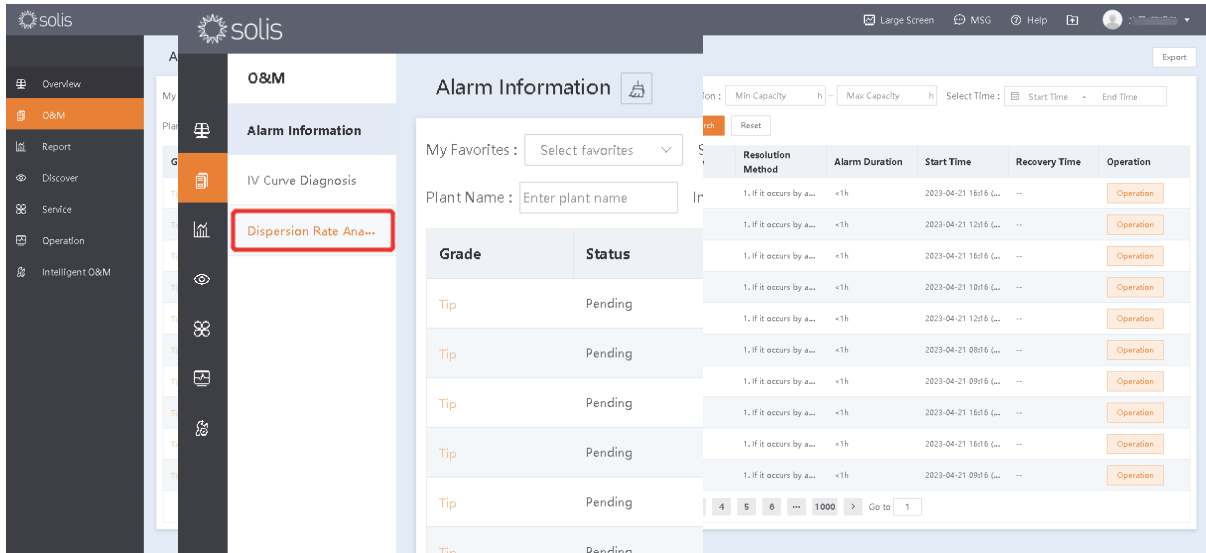 solis
Large Screen
MSG
Help
Overview
O&M
Report
Discover
Service
Operation
Intelligent O&M
My
solis
O&M
Alarm Information
IV Curve Diagnosis
Dispersion Rate Ana...
Alarm Information
My Favorites : Select favorites
Plant Name : Enter plant name
Grade Status
Tip Pending
Tip Pending
Tip Pending
Tip Pending
Tip Pending
Tip Pending
Export
Min Capacity h – Max Capacity h Select Time : Start Time - End Time
Reset
Resolution Method Alarm Duration Start Time Recovery Time Operation
1. If it occurs by a... <1h 2023-04-21 16:16 (... -- Operation
1. If it occurs by a... <1h 2023-04-21 12:16 (... -- Operation
1. If it occurs by a... <1h 2023-04-21 16:16 (... -- Operation
1. If it occurs by a... <1h 2023-04-21 10:16 (... -- Operation
1. If it occurs by a... <1h 2023-04-21 12:16 (... -- Operation
1. If it occurs by a... <1h 2023-04-21 08:16 (... -- Operation
1. If it occurs by a... <1h 2023-04-21 09:16 (... -- Operation
1. If it occurs by a... <1h 2023-04-21 16:16 (... -- Operation
1. If it occurs by a... <1h 2023-04-21 16:16 (... -- Operation
1. If it occurs by a... <1h 2023-04-21 09:16 (... -- Operation
4 5 6 ... 1000 > Go to 1